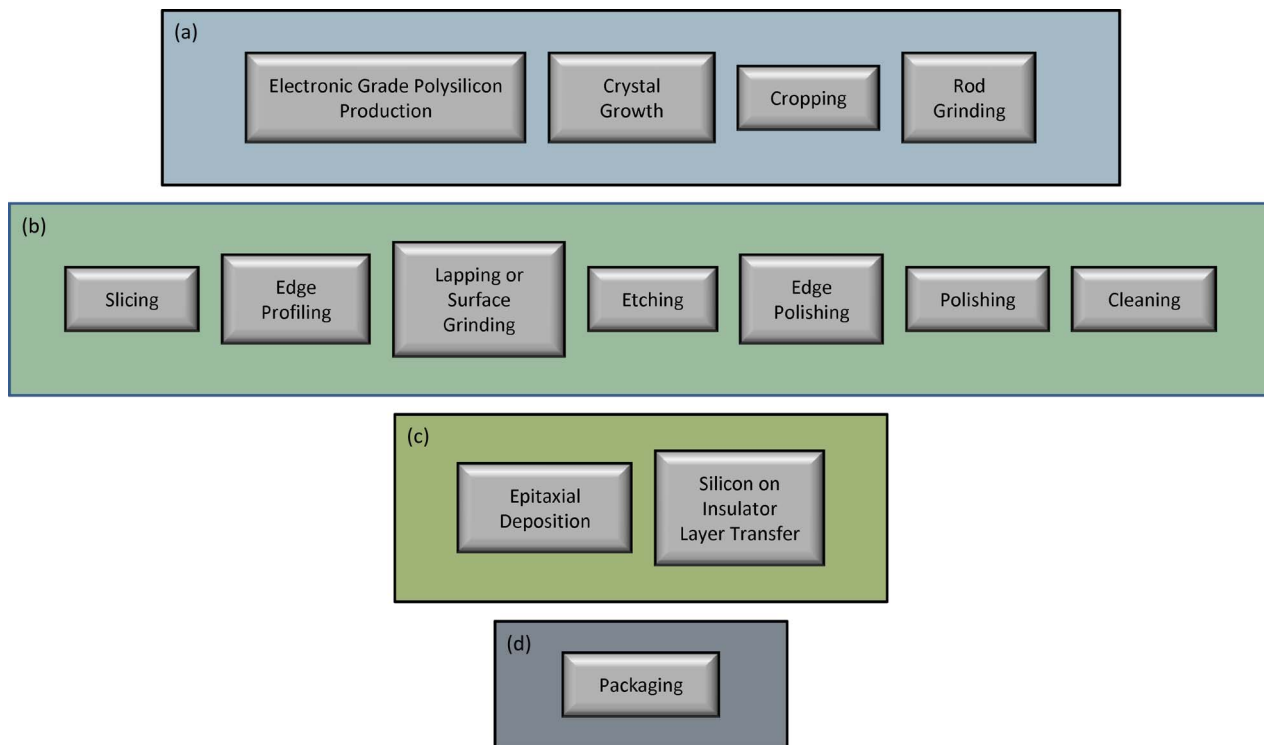 (a)
Electronic Grade Polysilicon
Production
Crystal
Growth
Cropping
Rod
Grinding
(b)
Slicing
Edge
Profiling
Lapping or
Surface
Grinding
Etching
Edge
Polishing
Polishing
Cleaning
(c)
Epitaxial
Deposition
Silicon on
Insulator
Layer Transfer
(d)
Packaging